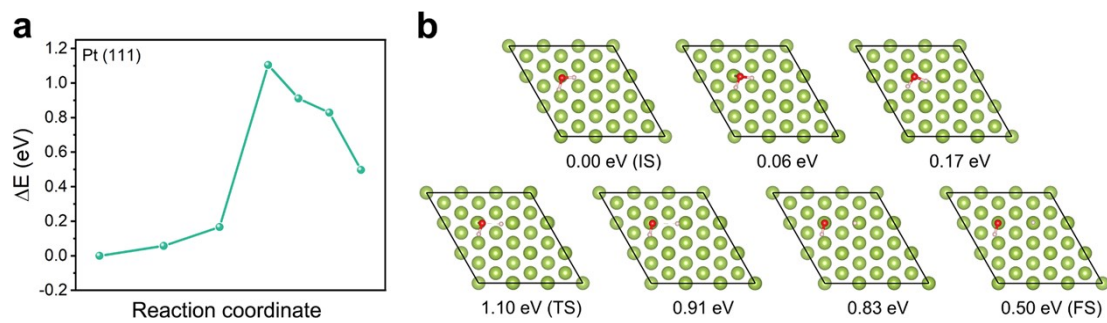 a
Pt (111)
1.2
1.0
0.8
0.6
0.4
0.2
0.0
-0.2
ΔE (eV)
Reaction coordinate
b
0.00 eV (IS)
0.06 eV
0.17 eV
1.10 eV (TS)
0.91 eV
0.83 eV
0.50 eV (FS)